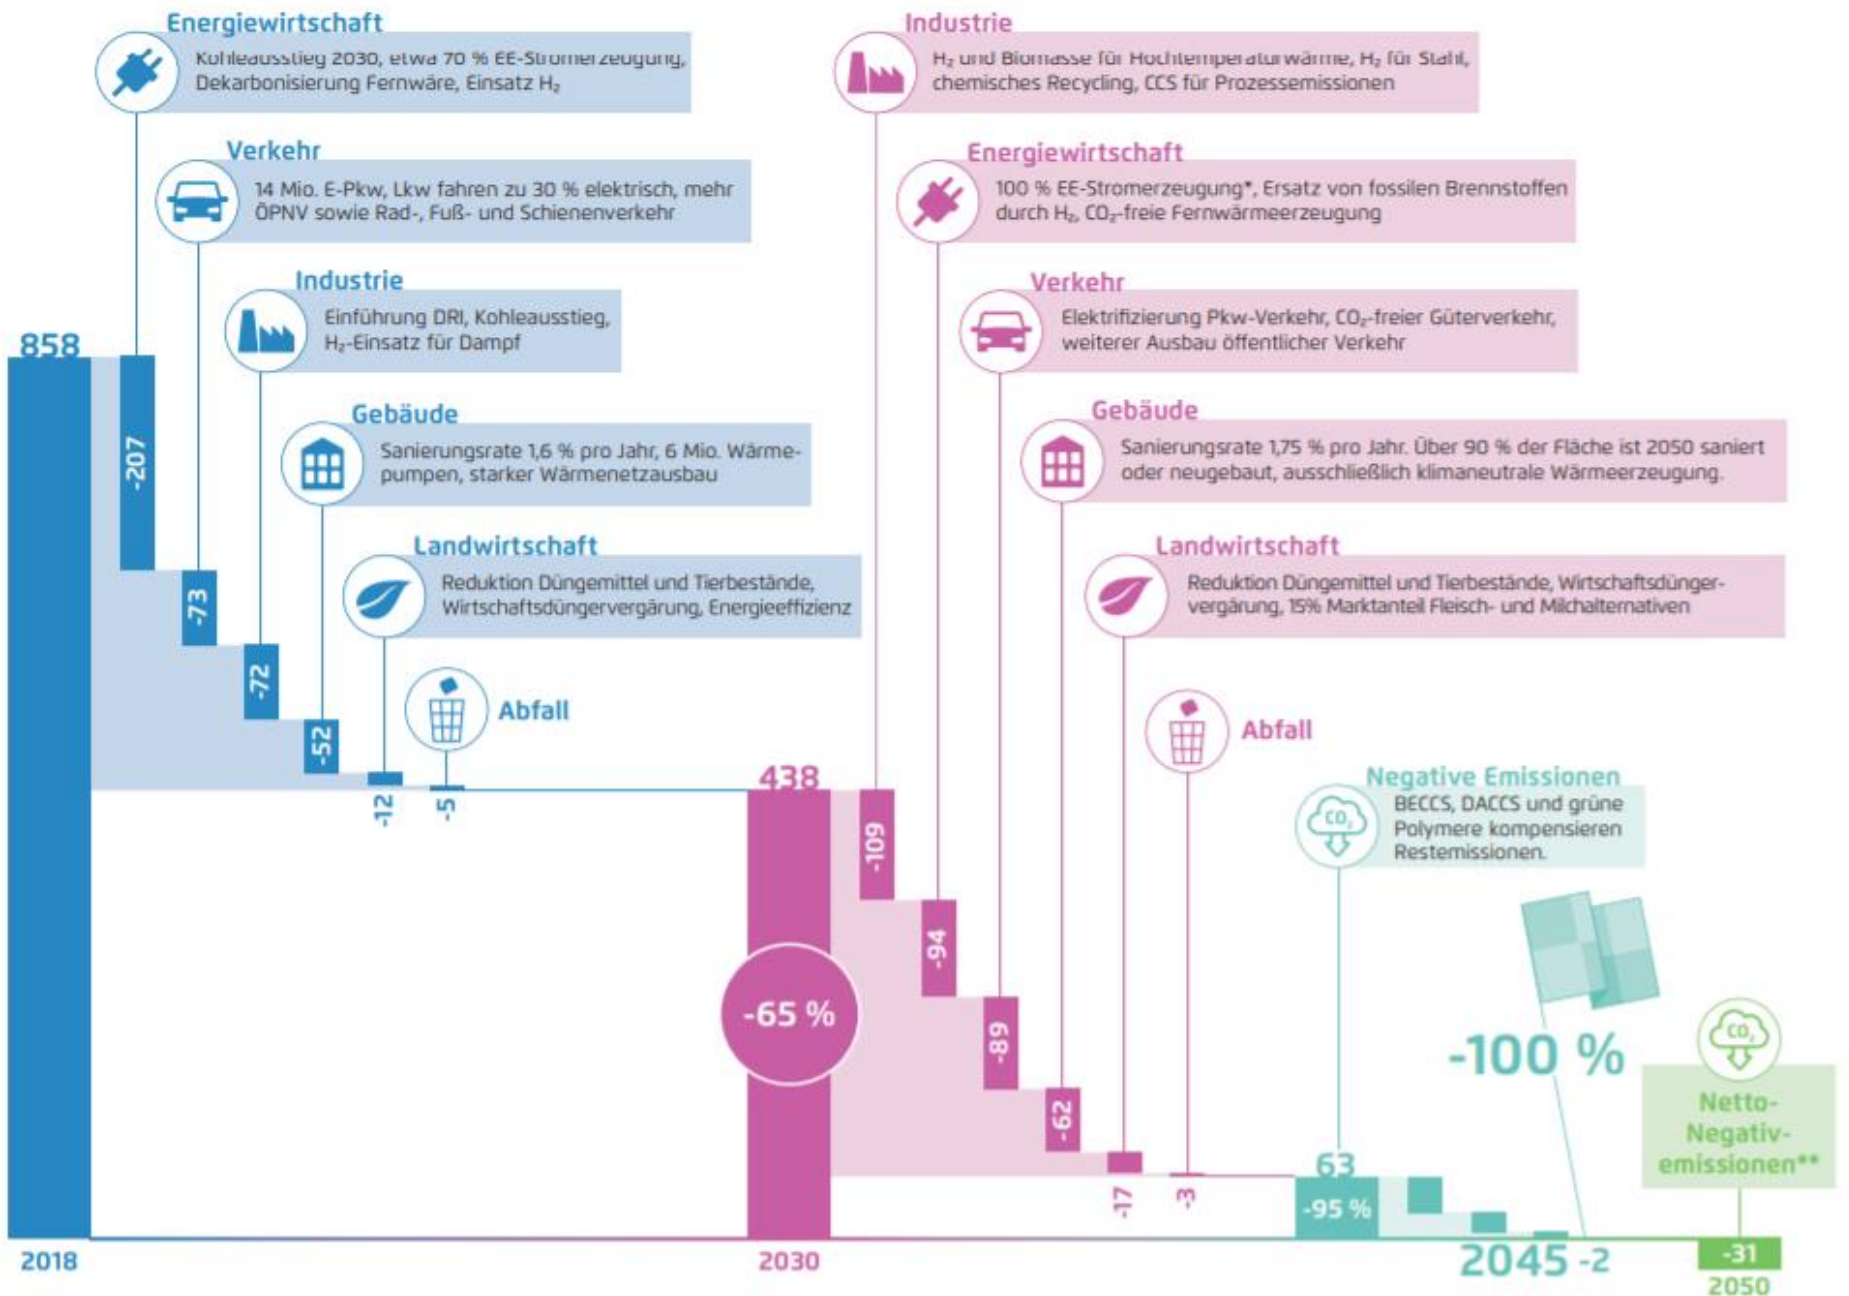 Energiewirtschaft
Kohleausstieg 2030, etwa 70 % EE-Stromerzeugung,
Dekarbonisierung Fernwäre, Einsatz H₂
Verkehr
14 Mio. E-Pkw, Lkw fahren zu 30 % elektrisch, mehr
ÖPNV sowie Rad-, Fuß- und Schienenverkehr
Industrie
Einführung DRI, Kohleausstieg,
H₂-Einsatz für Dampf
Gebäude
Sanierungsrate 1,6 % pro Jahr, 6 Mio. Wärme-
pumpen, starker Wärmenetzausbau
Landwirtschaft
Reduktion Düngemittel und Tierbestände,
Wirtschaftsdüngervergärung, Energieeffizienz
Abfall
858
-207
-73
-72
-52
-12
-5
2018
Industrie
H₂ und Biomasse für Hochtemperaturwärme, H₂ für Stahl,
chemisches Recycling, CCS für Prozessemissionen
Energiewirtschaft
100 % EE-Stromerzeugung*, Ersatz von fossilen Brennstoffen
durch H₂, CO₂-freie Fernwärmeerzeugung
Verkehr
Elektrifizierung Pkw-Verkehr, CO₂-freier Güterverkehr,
weiterer Ausbau öffentlicher Verkehr
Gebäude
Sanierungsrate 1,75 % pro Jahr. Über 90 % der Fläche ist 2050 saniert
oder neugebaut, ausschließlich klimaneutrale Wärmeerzeugung.
Landwirtschaft
Reduktion Düngemittel und Tierbestände, Wirtschaftsdünger-
vergärung, 15% Marktanteil Fleisch- und Milchalternativen
Abfall
438
-65 %
-109
-94
-89
-62
-17
-3
2030
Negative Emissionen
CO₂
BECCS, DACCS und grüne
Polymere kompensieren
Restemissionen.
63
-95 %
-100 %
2045 -2
CO₂
Netto-
Negativ-
emissionen**
-31
2050